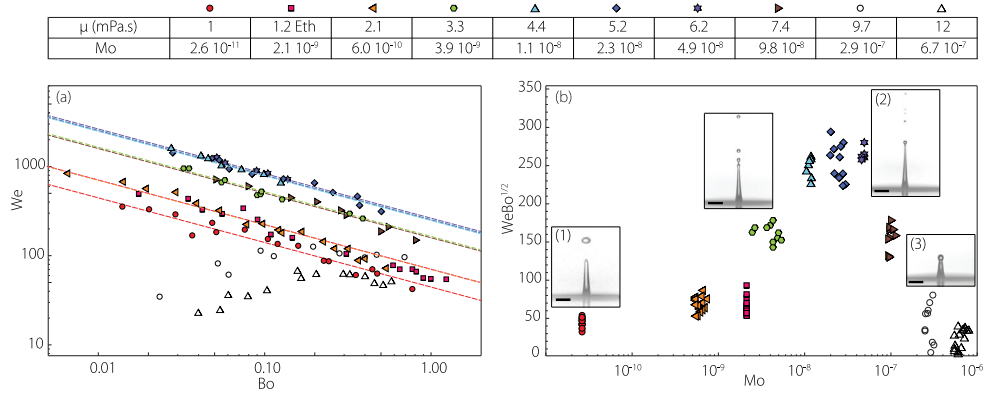 μ (mPa.s) 1 1.2 Eth 2.1 3.3 4.4 5.2 6.2 7.4 9.7 12
Mo 2.6 10⁻¹¹ 2.1 10⁻⁹ 6.0 10⁻¹⁰ 3.9 10⁻⁹ 1.1 10⁻⁸ 2.3 10⁻⁸ 4.9 10⁻⁸ 9.8 10⁻⁸ 2.9 10⁻⁷ 6.7 10⁻⁷
(a)
We
1000
100
10
0.01 0.10 1.00
Bo
(b)
WeBo¹ᐟ²
350
300
250
200
150
100
50
0
(1)
(2)
(3)
10⁻¹⁰ 10⁻⁹ 10⁻⁸ 10⁻⁷ 10⁻⁶
Mo